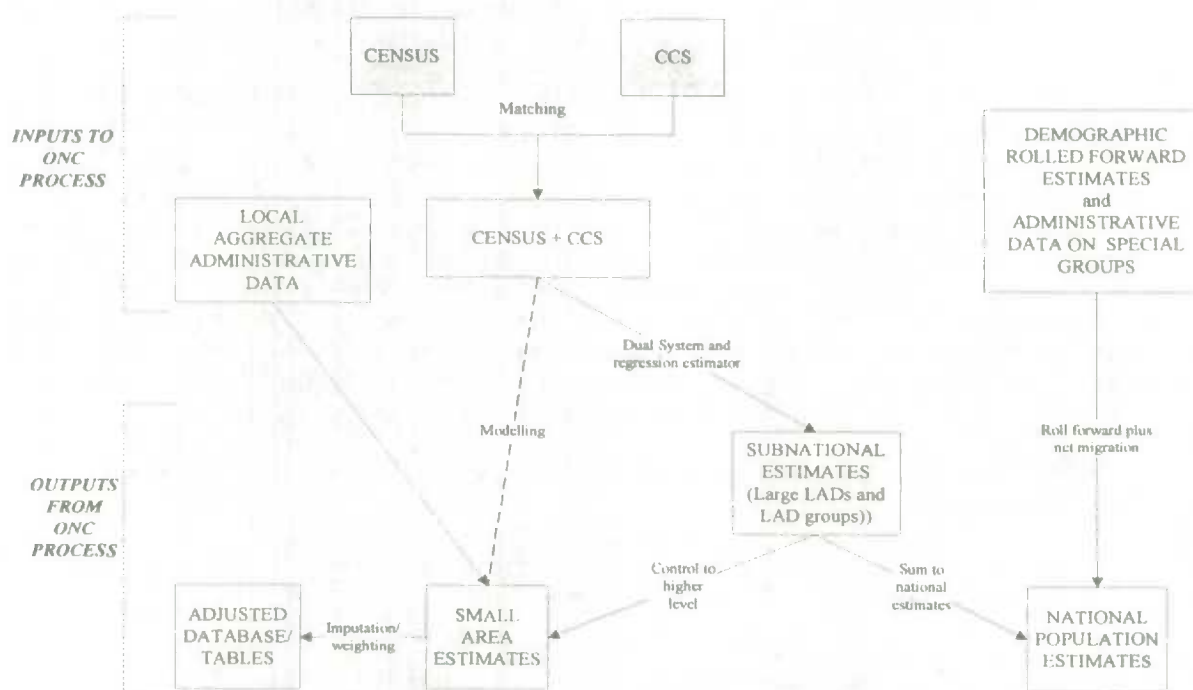 CENSUS
CCS
Matching
INPUTS TO
ONC
PROCESS
DEMOGRAPHIC
ROLLED FORWARD
ESTIMATES
and
ADMINISTRATIVE
DATA ON SPECIAL
GROUPS
LOCAL
AGGREGATE
ADMINISTRATIVE
DATA
CENSUS + CCS
Dual System and
regression estimator
Modelling
Roll forward plus
net migration
SUBNATIONAL
ESTIMATES
(Large LADs and
LAD groups))
OUTPUTS
FROM
ONC
PROCESS
Control to
higher
level
Sum to
national
estimates
ADJUSTED
DATABASE/
TABLES
Imputation/
weighting
SMALL
AREA
ESTIMATES
NATIONAL
POPULATION
ESTIMATES